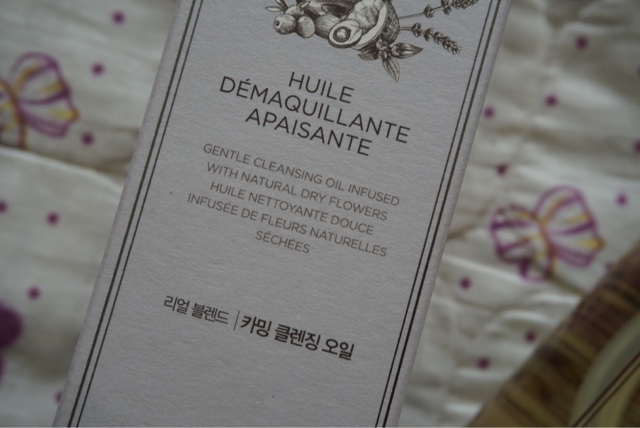 HUILE
DÉMAQUILLANTE
APAISANTE
GENTLE CLEANSING OIL INFUSED
WITH NATURAL DRY FLOWERS
HUILE NETTOYANTE DOUCE
INFUSÉE DE FLEURS NATURELLES
SÉCHÉES
리얼 블렌드 | 카밍 클렌징 오일